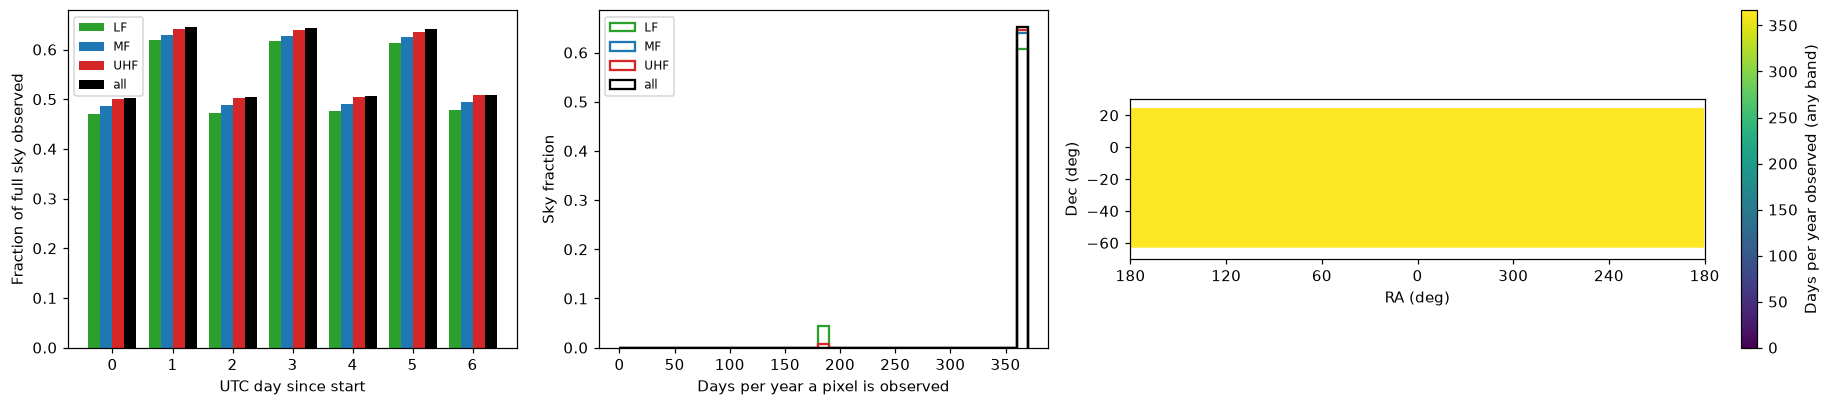 Fraction of full sky observed
0.6
0.5
0.4
0.3
0.2
0.1
0.0
LF
MF
UHF
all
0 1 2 3 4 5 6
UTC day since start
Sky fraction
0.6
0.5
0.4
0.3
0.2
0.1
0.0
LF
MF
UHF
all
0 50 100 150 200 250 300 350
Days per year a pixel is observed
Dec (deg)
20
0
−20
−40
−60
180 120 60 0 300 240 180
RA (deg)
350
300
250
200
150
100
50
0
Days per year observed (any band)